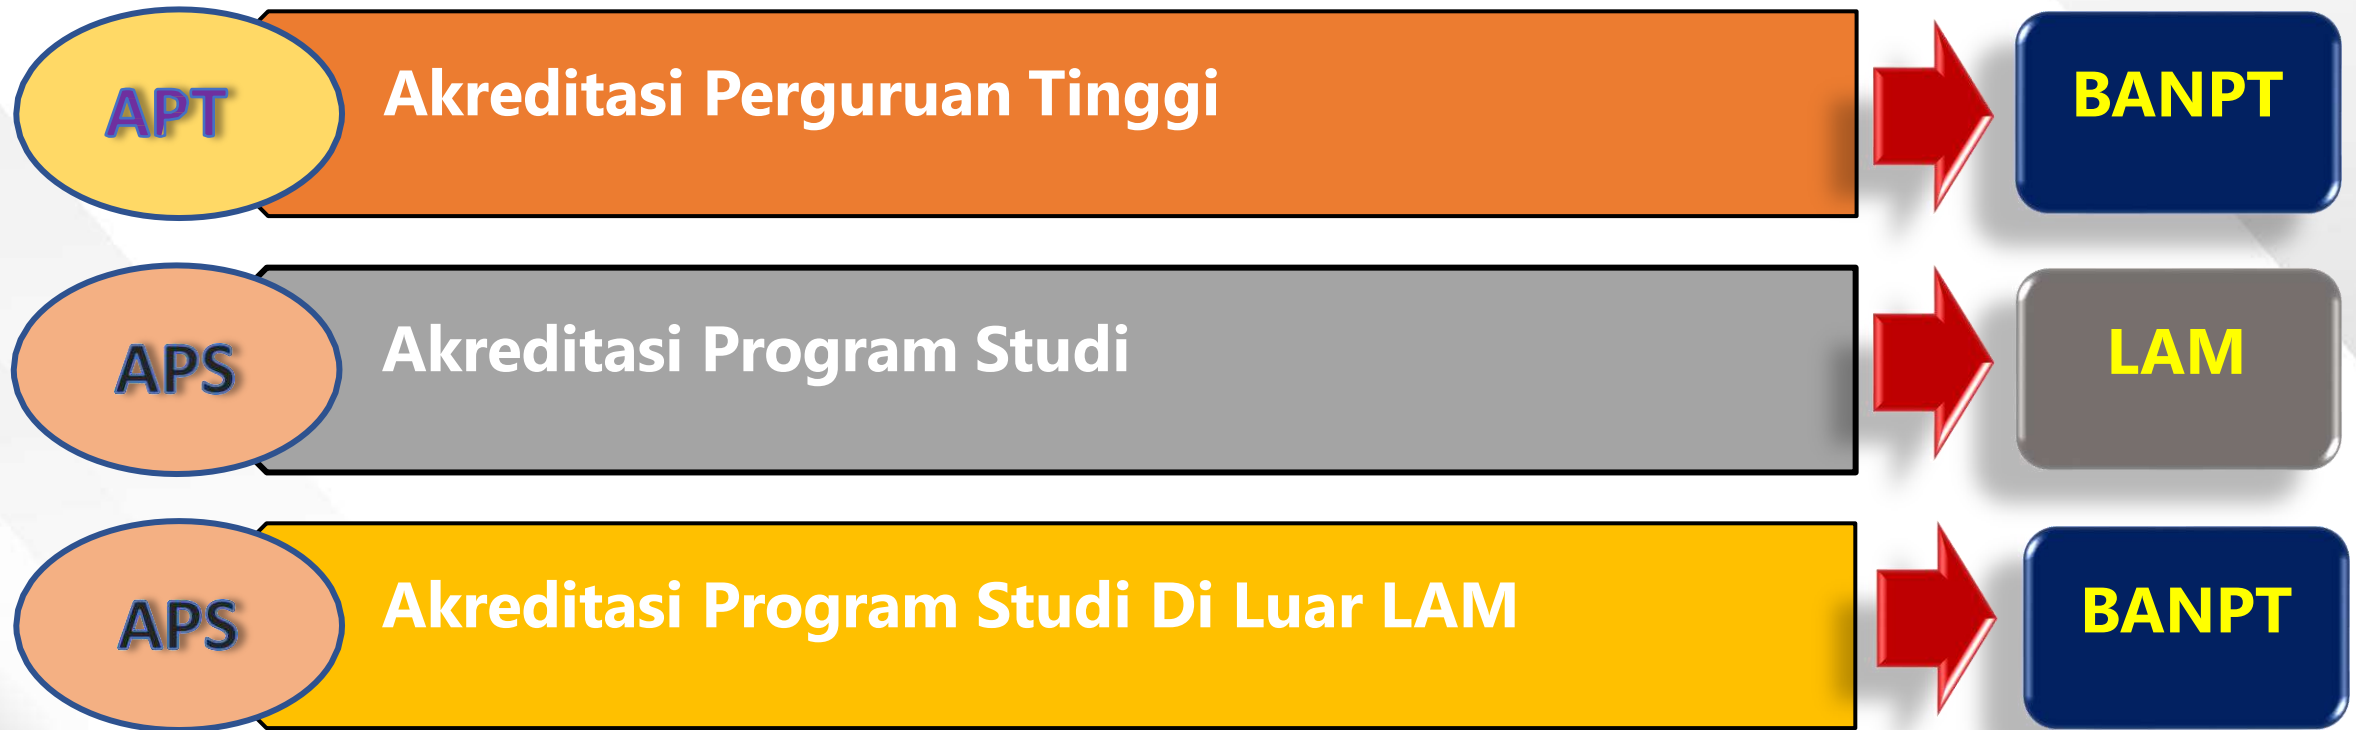 APT
Akreditasi Perguruan Tinggi
BANPT
APS
Akreditasi Program Studi
LAM
APS
Akreditasi Program Studi Di Luar LAM
BANPT